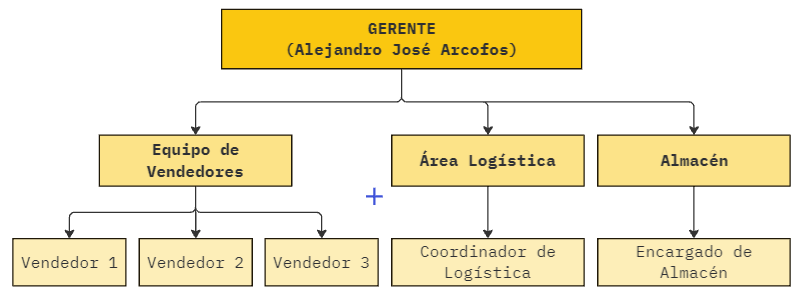 GERENTE
(Alejandro José Arcofos)
Equipo de
Vendedores
Área Logística
Almacén
Vendedor 1
Vendedor 2
Vendedor 3
Coordinador de
Logística
Encargado de
Almacén